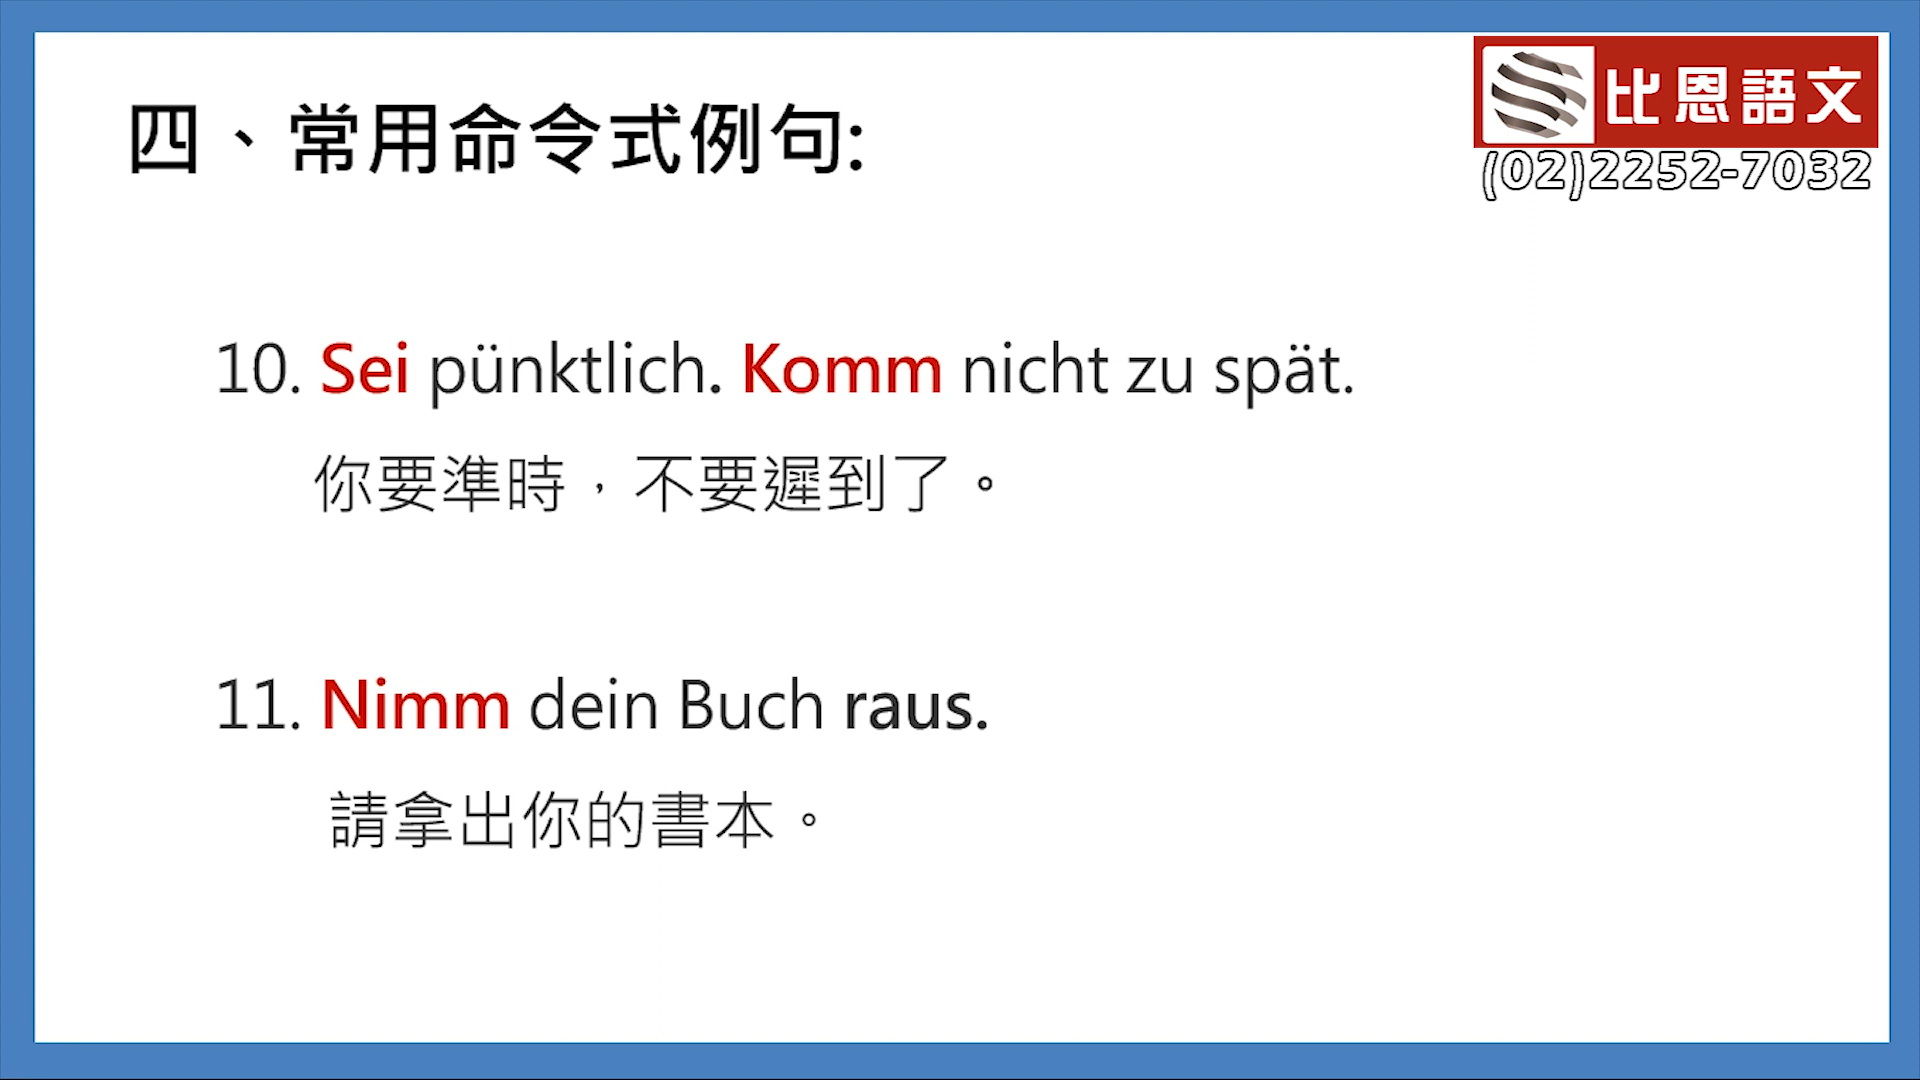 四、常用命令式例句:
比恩語文
(02)2252-7032
10. Sei pünktlich. Komm nicht zu spät.
你要準時，不要遲到了。
11. Nimm dein Buch raus.
請拿出你的書本。